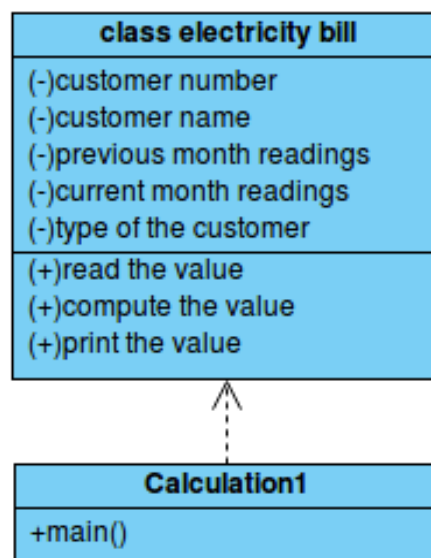 class electricity bill
(-)customer number
(-)customer name
(-)previous month readings
(-)current month readings
(-)type of the customer
(+)read the value
(+)compute the value
(+)print the value
Calculation1
+main()